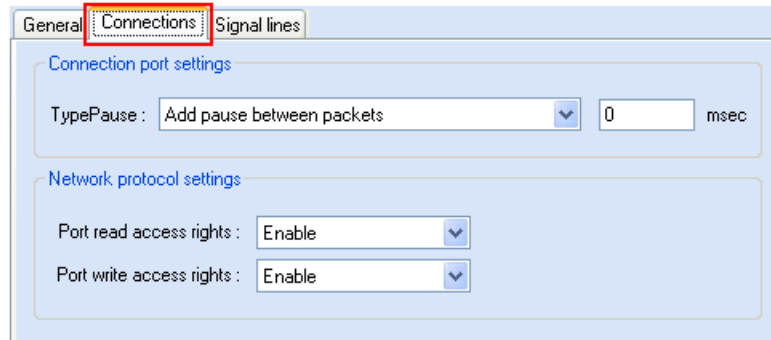 General Connections Signal lines
Connection port settings
TypePause : Add pause between packets 0 msec
Network protocol settings
Port read access rights : Enable
Port write access rights : Enable